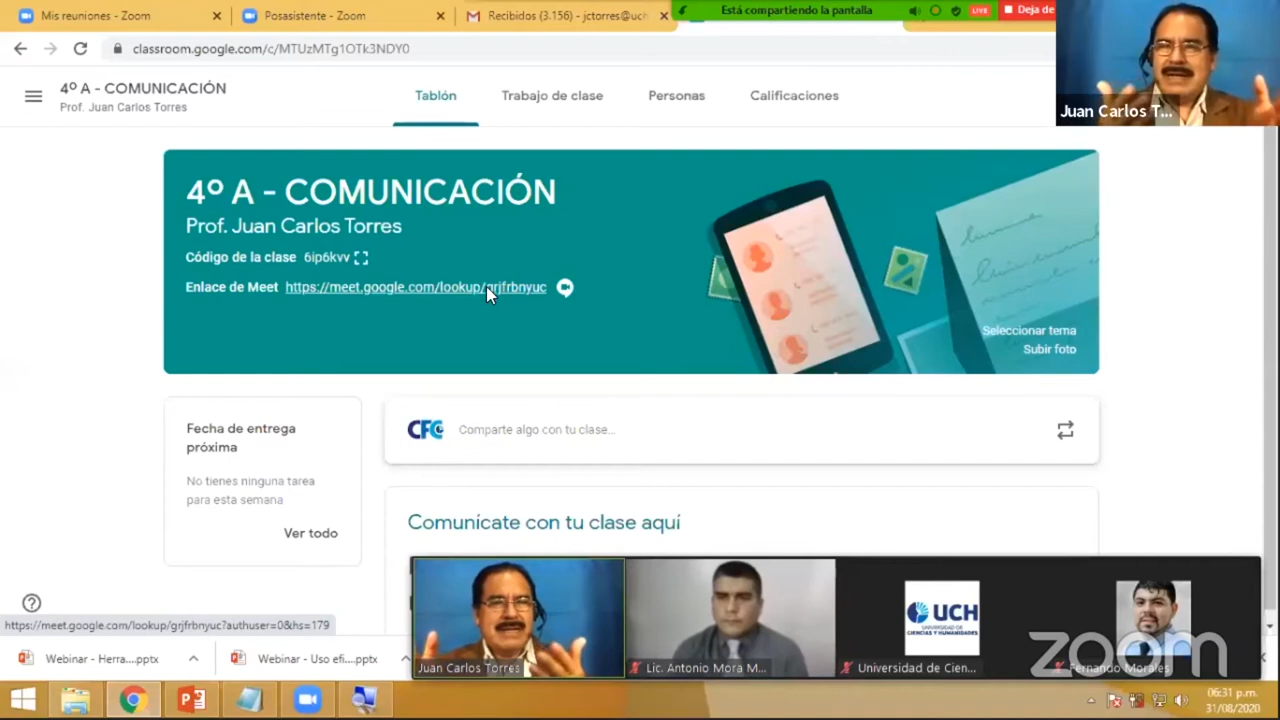 Mis reuniones - Zoom
Posasistente - Zoom
Recibidos (3.156) - jctorres@uch
Está compartiendo la pantalla
LIVE
Deja de
classroom.google.com/c/MTUzMTg1OTk3NDY0
4º A - COMUNICACIÓN
Prof. Juan Carlos Torres
Tablón
Trabajo de clase
Personas
Calificaciones
Juan Carlos T...
4º A - COMUNICACIÓN
Prof. Juan Carlos Torres
Código de la clase 6ip6kvv
Enlace de Meet https://meet.google.com/lookup/grjfrbnyuc
Seleccionar tema
Subir foto
Fecha de entrega
próxima
No tienes ninguna tarea
para esta semana
Ver todo
CFC
Comparte algo con tu clase...
Comunícate con tu clase aquí
https://meet.google.com/lookup/grjfrbnyuc?authuser=0&hs=179
UCH
UNIVERSIDAD DE
CIENCIAS Y HUMANIDADES
Juan Carlos Torres
Lic. Antonio Mora M...
Universidad de Cien...
Fernando Morales
zoom
Webinar - Herra....pptx
Webinar - Uso efi....pptx
06:31 p.m.
31/08/2020